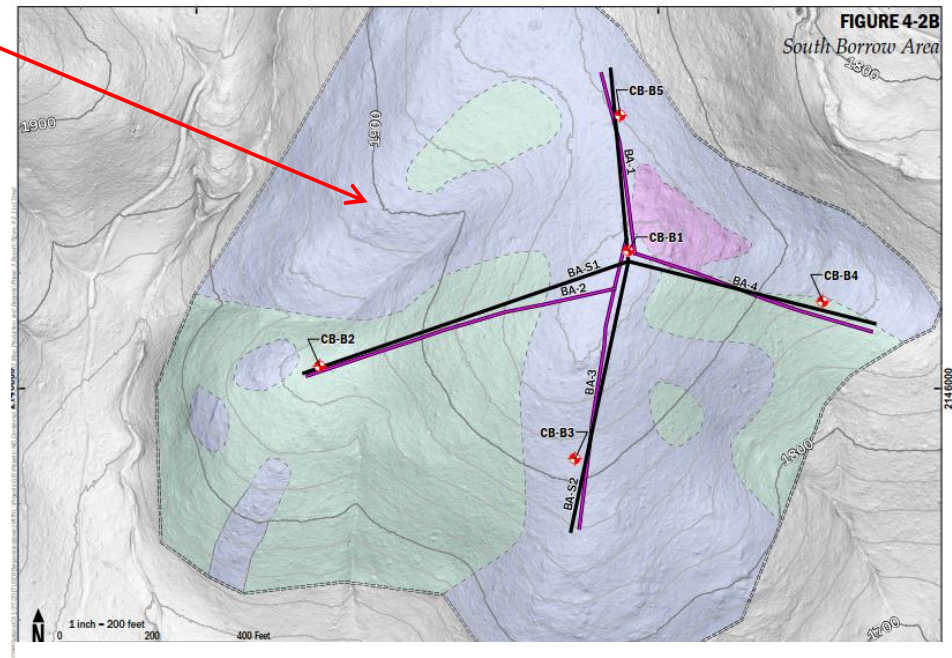 FIGURE 4-2B
South Borrow Area
1800
1900
1900
CB-B5
BA-1
CB-B1
BA-S1
BA-2
BA-4
CB-B4
CB-B2
BA-3
2146000
CB-B3
1800
BA-S2
1 inch = 200 feet
N
0 200 400 Feet
1700